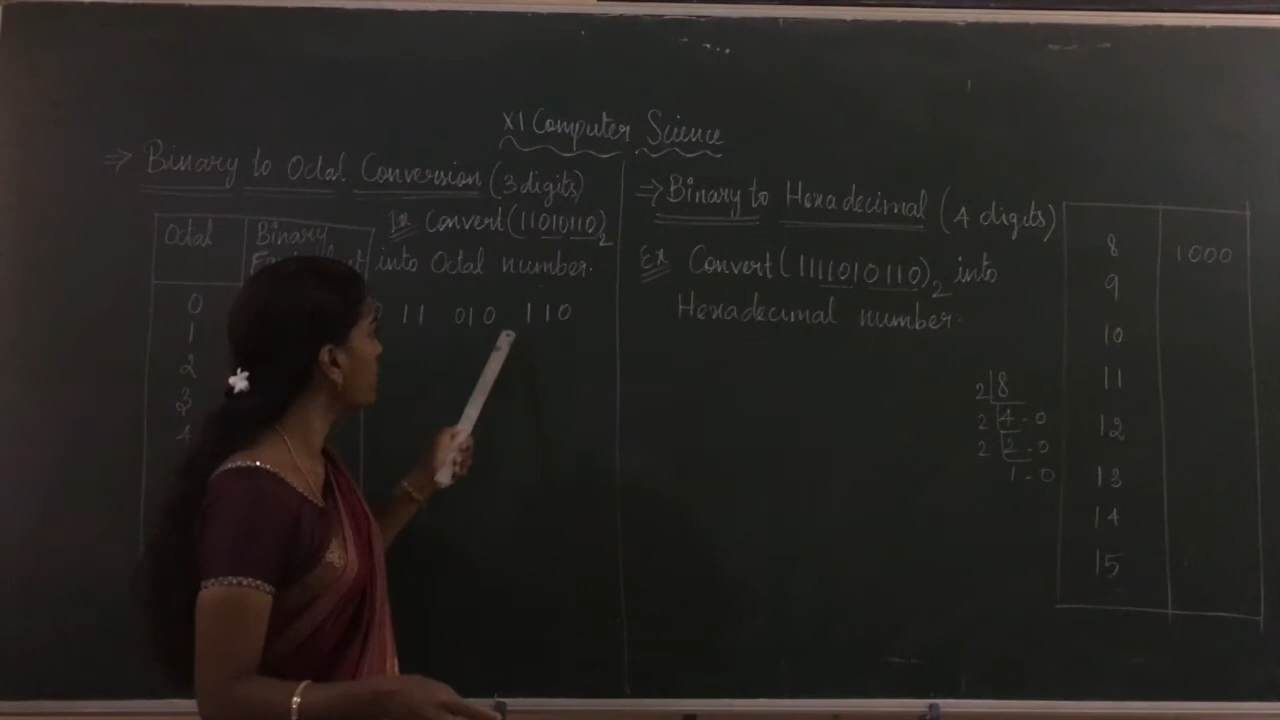 XI Computer Science
⇒ Binary to Octal Conversion (3 digits)
Octal
Binary
Ex Convert (11010110)2
into Octal number.
0 11 010 110
0
1
2
3
4
⇒ Binary to Hexadecimal (4 digits)
Ex Convert (1111010110)2 into
Hexadecimal number.
2 8
2 4 - 0
2 2 - 0
1 - 0
8 1000
9
10
11
12
13
14
15